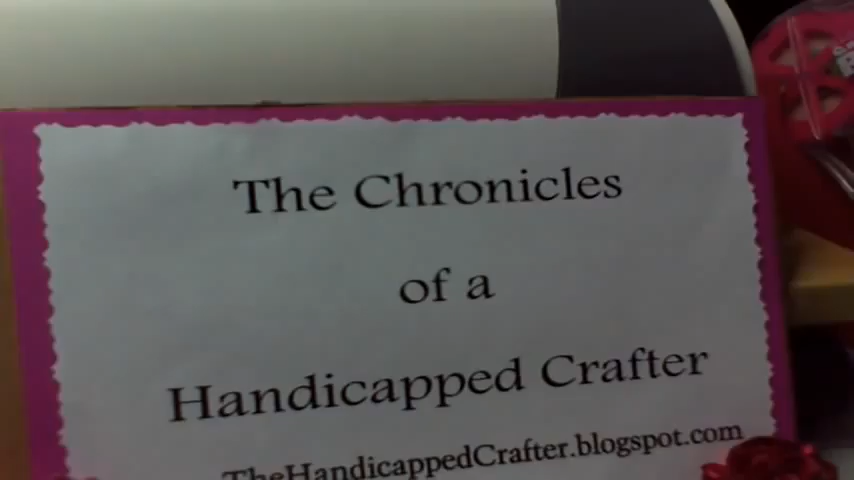 The Chronicles
of a
Handicapped Crafter
TheHandicappedCrafter.blogspot.com